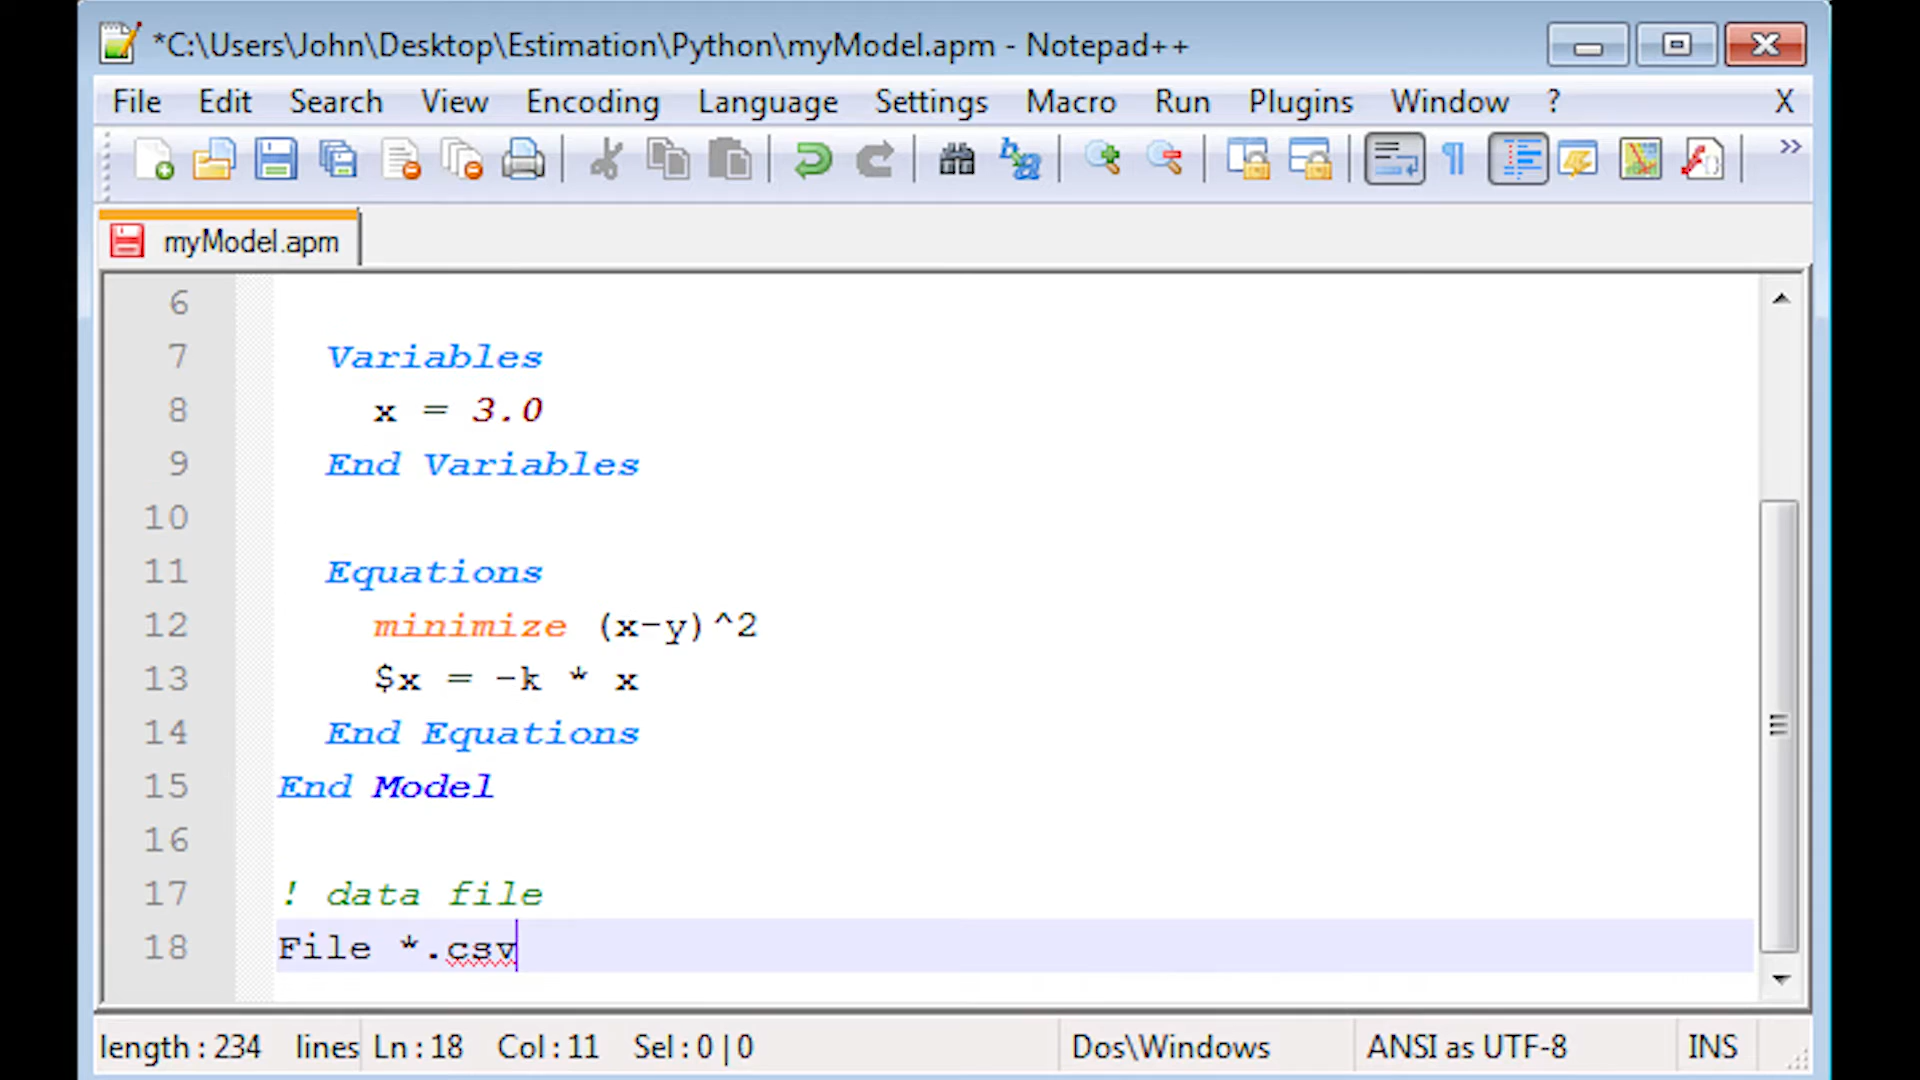 *C:\Users\John\Desktop\Estimation\Python\myModel.apm - Notepad++
File Edit Search View Encoding Language Settings Macro Run Plugins Window ? X
myModel.apm
6
7 Variables
8 x = 3.0
9 End Variables
10
11 Equations
12 minimize (x-y)^2
13 $x = -k * x
14 End Equations
15 End Model
16
17 ! data file
18 File *.csv
length : 234 lines Ln : 18 Col : 11 Sel : 0 | 0 Dos\Windows ANSI as UTF-8 INS